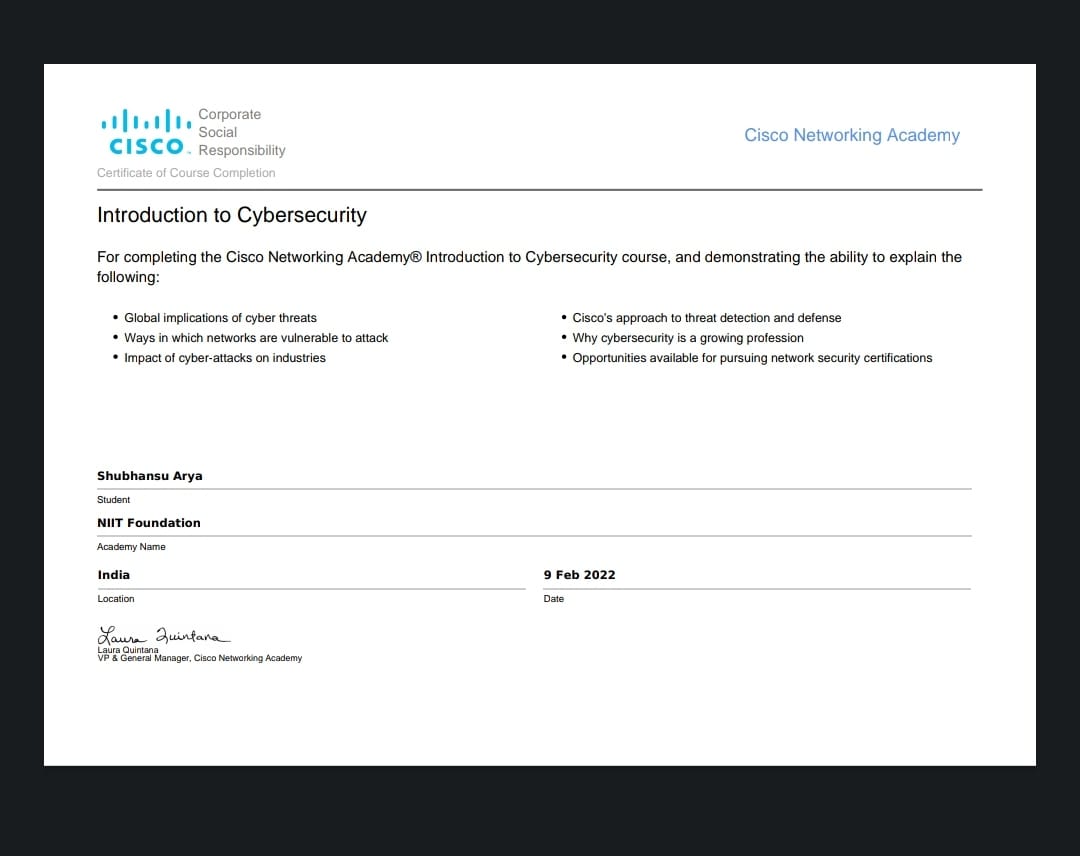 Corporate
Social
CISCO™ Responsibility
Cisco Networking Academy
Certificate of Course Completion
Introduction to Cybersecurity
For completing the Cisco Networking Academy® Introduction to Cybersecurity course, and demonstrating the ability to explain the
following:
• Global implications of cyber threats
• Ways in which networks are vulnerable to attack
• Impact of cyber-attacks on industries
• Cisco's approach to threat detection and defense
• Why cybersecurity is a growing profession
• Opportunities available for pursuing network security certifications
Shubhansu Arya
Student
NIIT Foundation
Academy Name
India
Location
9 Feb 2022
Date
Laura Quintana
Laura Quintana
VP & General Manager, Cisco Networking Academy